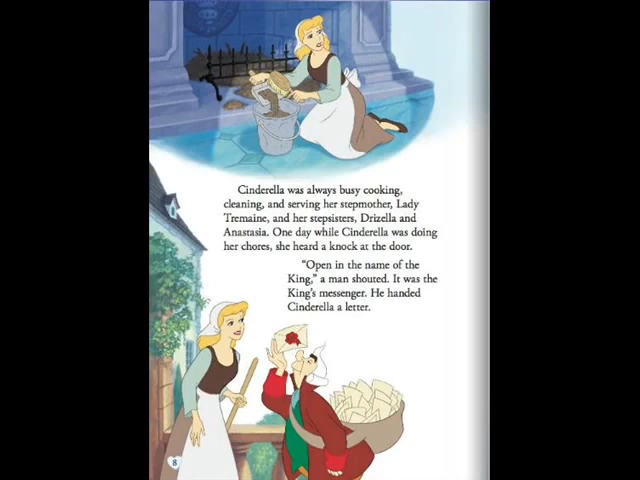 Cinderella was always busy cooking,
cleaning, and serving her stepmother, Lady
Tremaine, and her stepsisters, Drizella and
Anastasia. One day while Cinderella was doing
her chores, she heard a knock at the door.
“Open in the name of the
King,” a man shouted. It was the
King’s messenger. He handed
Cinderella a letter.
8